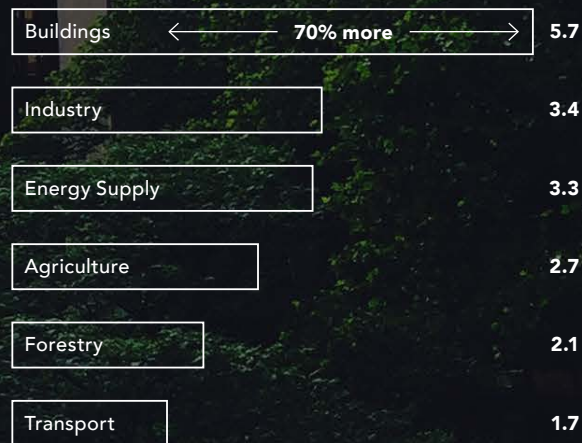 Buildings 70% more 5.7
Industry 3.4
Energy Supply 3.3
Agriculture 2.7
Forestry 2.1
Transport 1.7